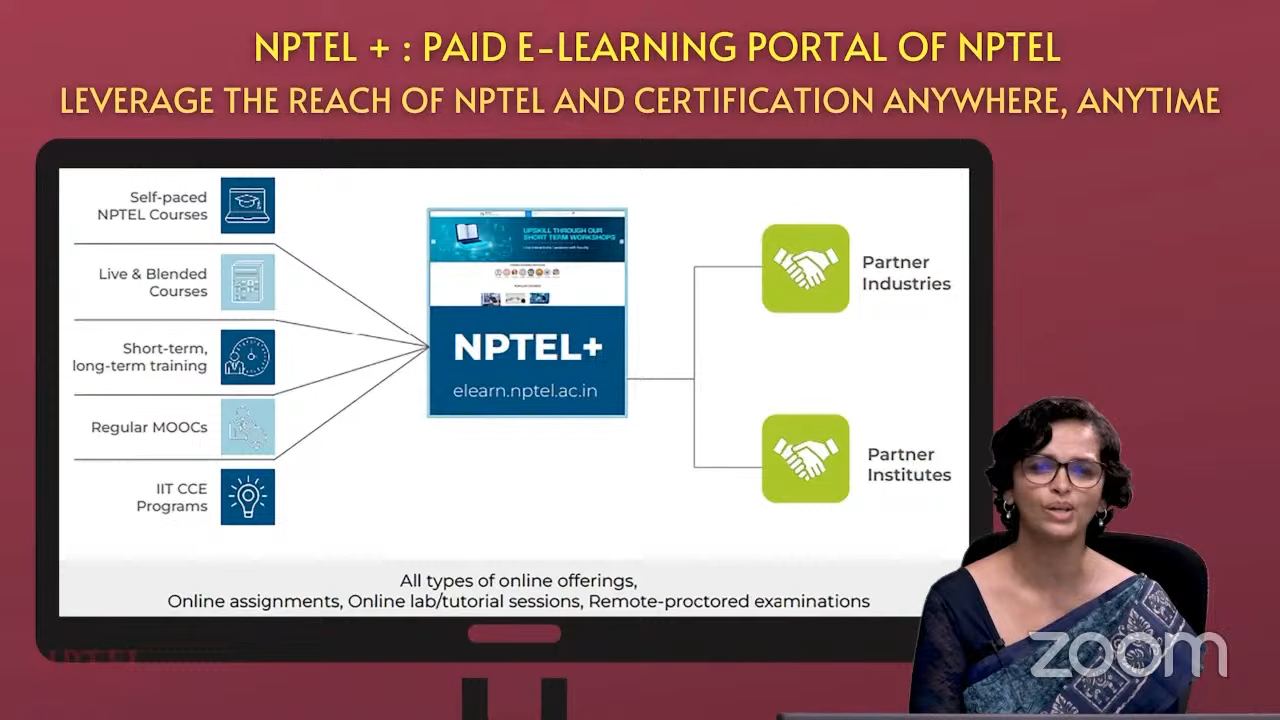 NPTEL + : PAID E-LEARNING PORTAL OF NPTEL
LEVERAGE THE REACH OF NPTEL AND CERTIFICATION ANYWHERE, ANYTIME
Self-paced
NPTEL Courses
Live & Blended
Courses
Short-term,
long-term training
Regular MOOCs
IIT CCE
Programs
UPSKILL THROUGH OUR
SHORT TERM WORKSHOPS
NPTEL+
elearn.nptel.ac.in
Partner
Industries
Partner
Institutes
All types of online offerings,
Online assignments, Online lab/tutorial sessions, Remote-proctored examinations
zoom